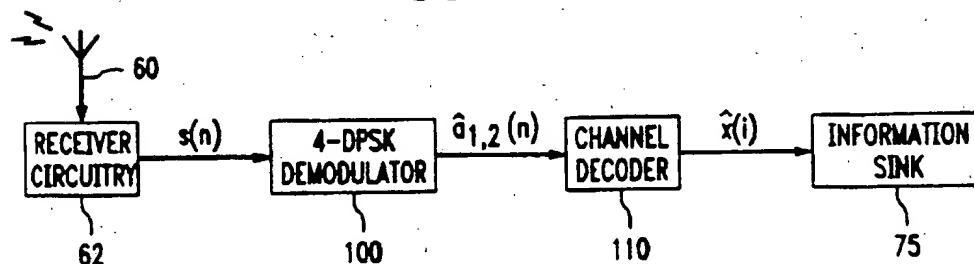 60
RECEIVER
CIRCUITRY
s(n)
4-DPSK
DEMODULATOR
â1,2(n)
CHANNEL
DECODER
x̂(i)
INFORMATION
SINK
62
100
110
75